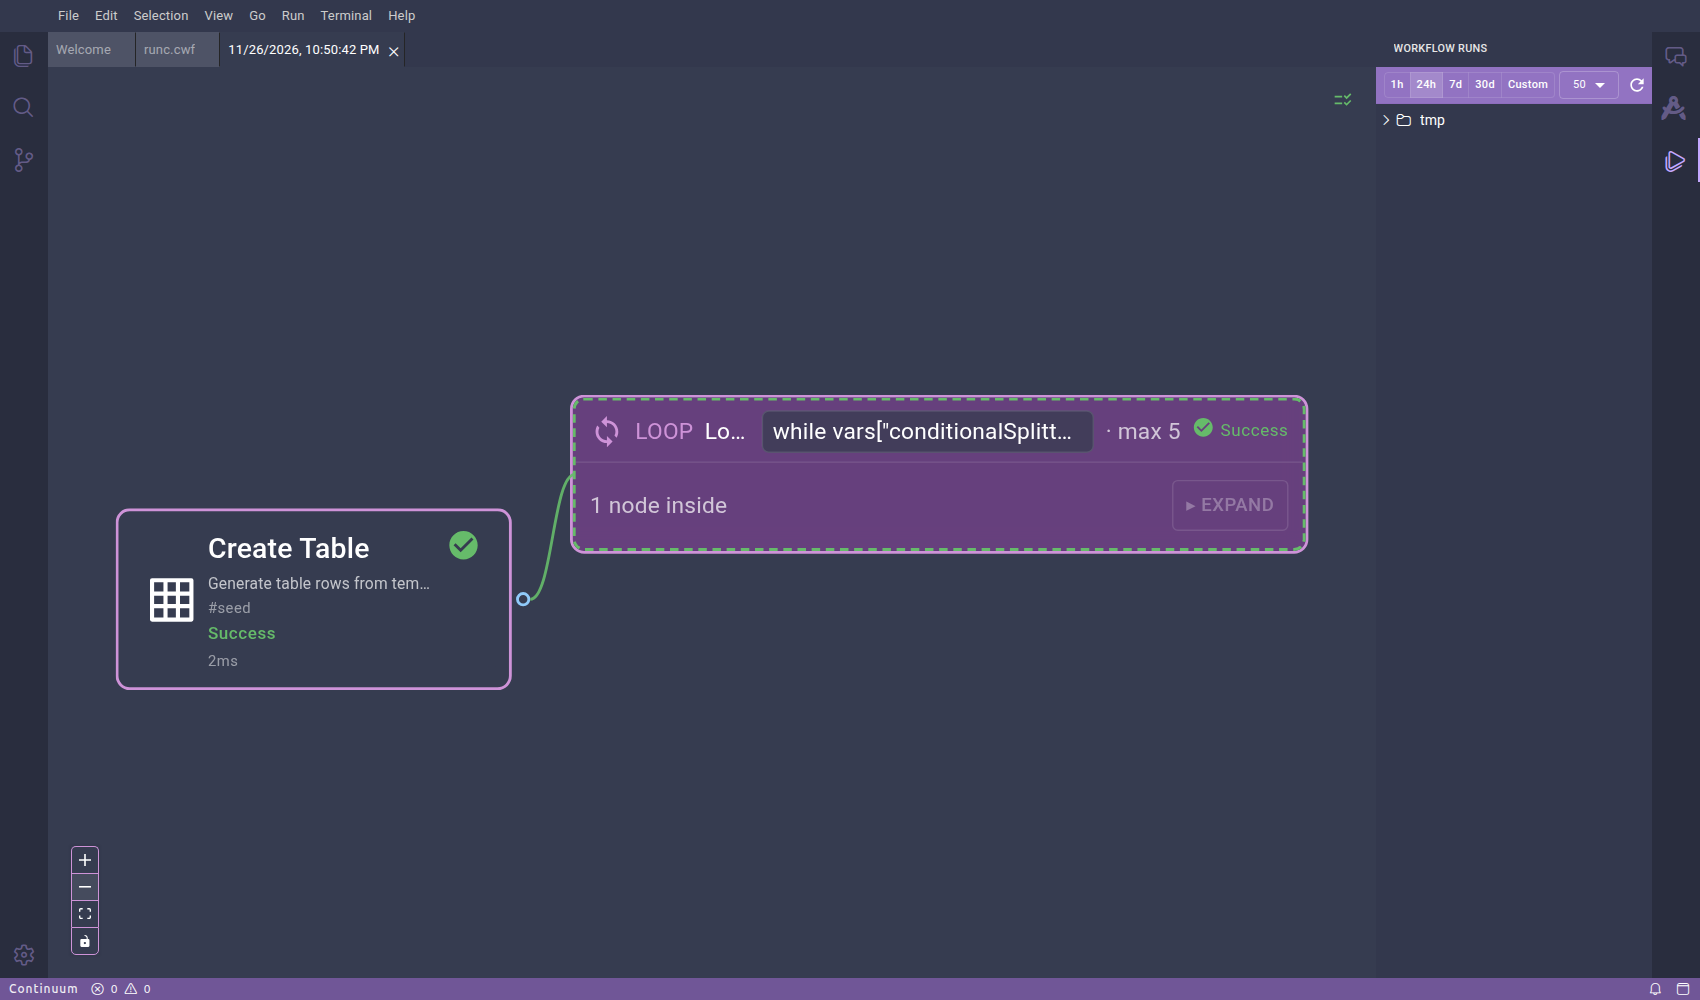 File Edit Selection View Go Run Terminal Help
Welcome runc.cwf 11/26/2026, 10:50:42 PM
WORKFLOW RUNS
1h 24h 7d 30d Custom 50
tmp
LOOP Lo... while vars["conditionalSplitt... · max 5 Success
1 node inside ▸ EXPAND
Create Table
Generate table rows from tem...
#seed
Success
2ms
Continuum 0 0